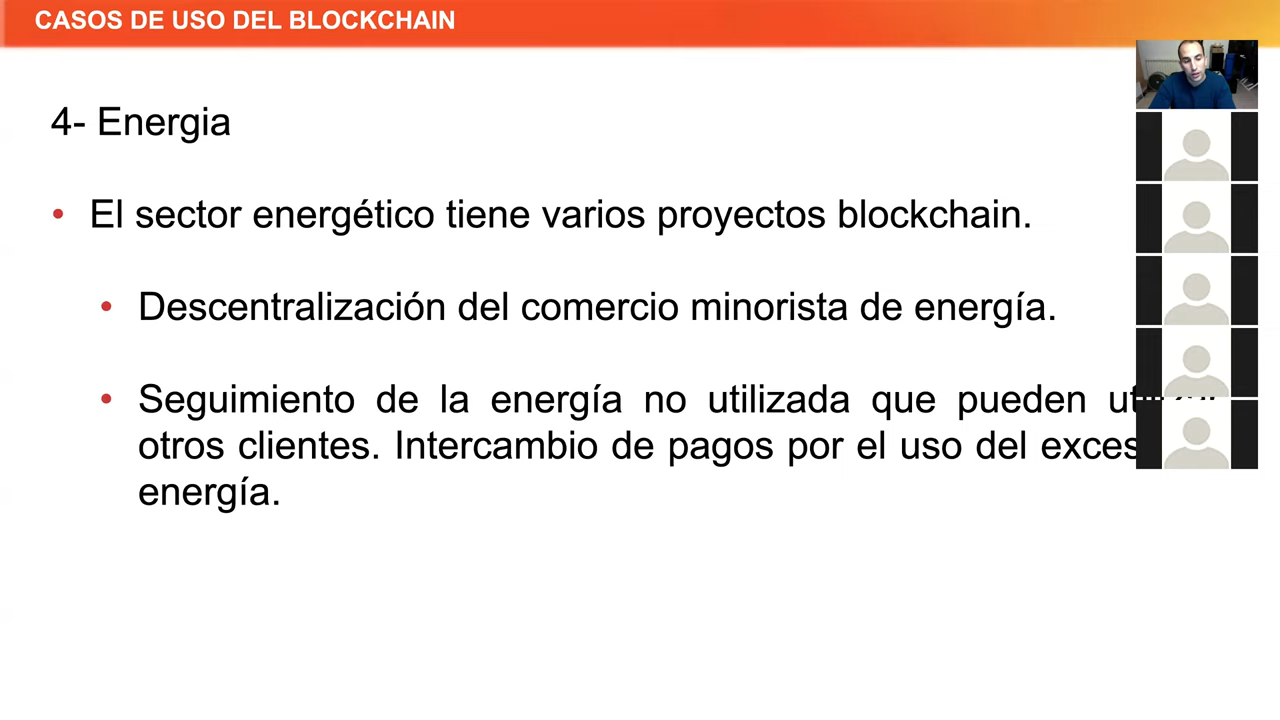 CASOS DE USO DEL BLOCKCHAIN
4- Energia
• El sector energético tiene varios proyectos blockchain.
• Descentralización del comercio minorista de energía.
• Seguimiento de la energía no utilizada que pueden
otros clientes. Intercambio de pagos por el uso del
energía.